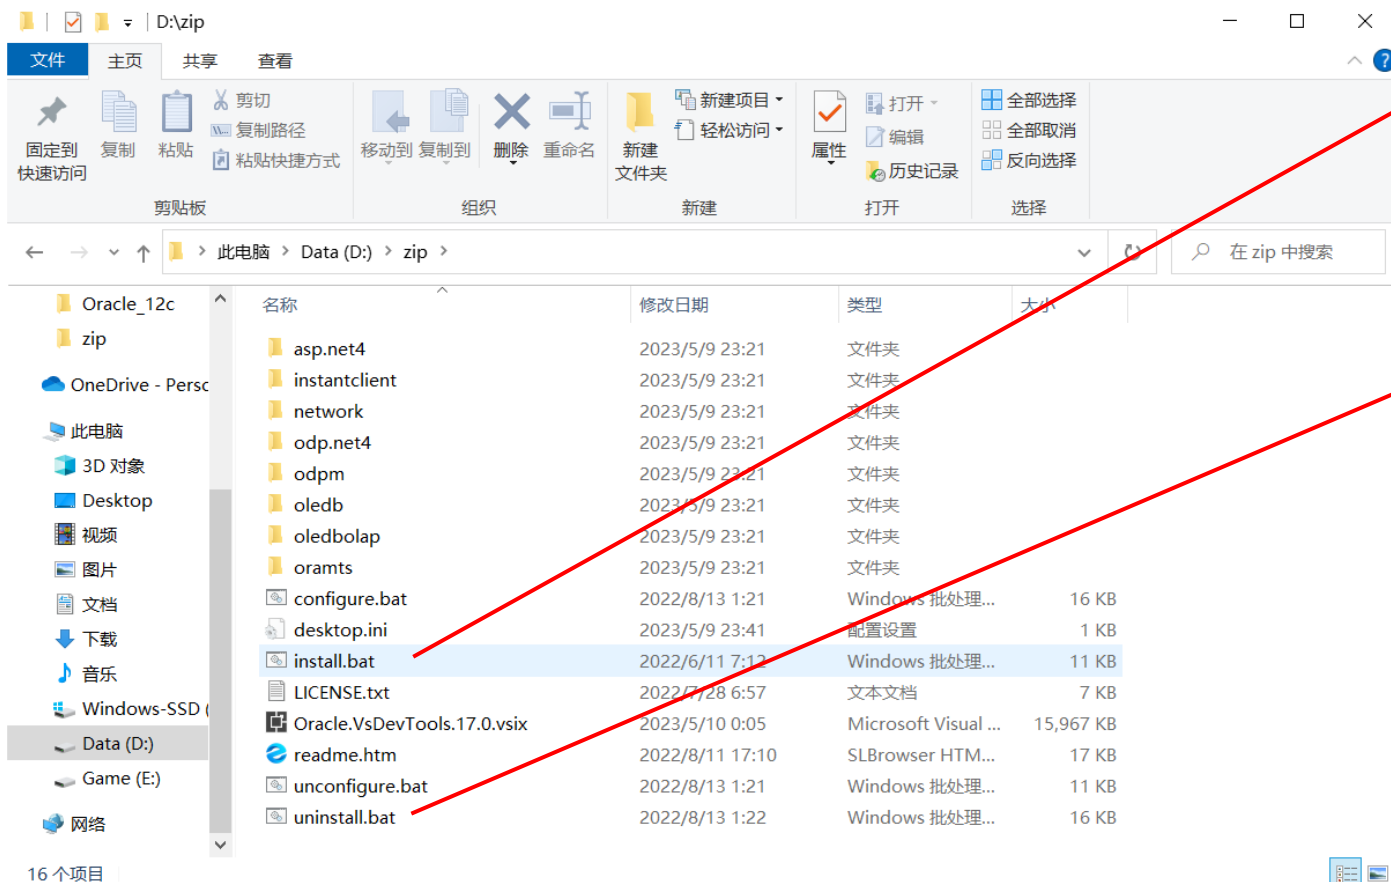 D:\zip
文件 主页 共享 查看
固定到
快速访问
复制
粘贴
剪切
复制路径
粘贴快捷方式
移动到 复制到 删除 重命名
新建
文件夹
新建项目
轻松访问
属性
打开
编辑
历史记录
全部选择
全部取消
反向选择
剪贴板 组织 新建 打开 选择
此电脑 > Data (D:) > zip >
在 zip 中搜索
Oracle_12c
zip
OneDrive - Persc
此电脑
3D 对象
Desktop
视频
图片
文档
下载
音乐
Windows-SSD (
Data (D:)
Game (E:)
网络
名称 修改日期 类型 大小
asp.net4 2023/5/9 23:21 文件夹
instantclient 2023/5/9 23:21 文件夹
network 2023/5/9 23:21 文件夹
odp.net4 2023/5/9 23:21 文件夹
odpm 2023/5/9 23:21 文件夹
oledb 2023/5/9 23:21 文件夹
oledbolap 2023/5/9 23:21 文件夹
oramts 2023/5/9 23:21 文件夹
configure.bat 2022/8/13 1:21 Windows 批处理... 16 KB
desktop.ini 2023/5/9 23:41 配置设置 1 KB
install.bat 2022/6/11 7:12 Windows 批处理... 11 KB
LICENSE.txt 2022/7/28 6:57 文本文档 7 KB
Oracle.VsDevTools.17.0.vsix 2023/5/10 0:05 Microsoft Visual ... 15,967 KB
readme.htm 2022/8/11 17:10 SLBrowser HTM... 17 KB
unconfigure.bat 2022/8/13 1:21 Windows 批处理... 11 KB
uninstall.bat 2022/8/13 1:22 Windows 批处理... 16 KB
16 个项目